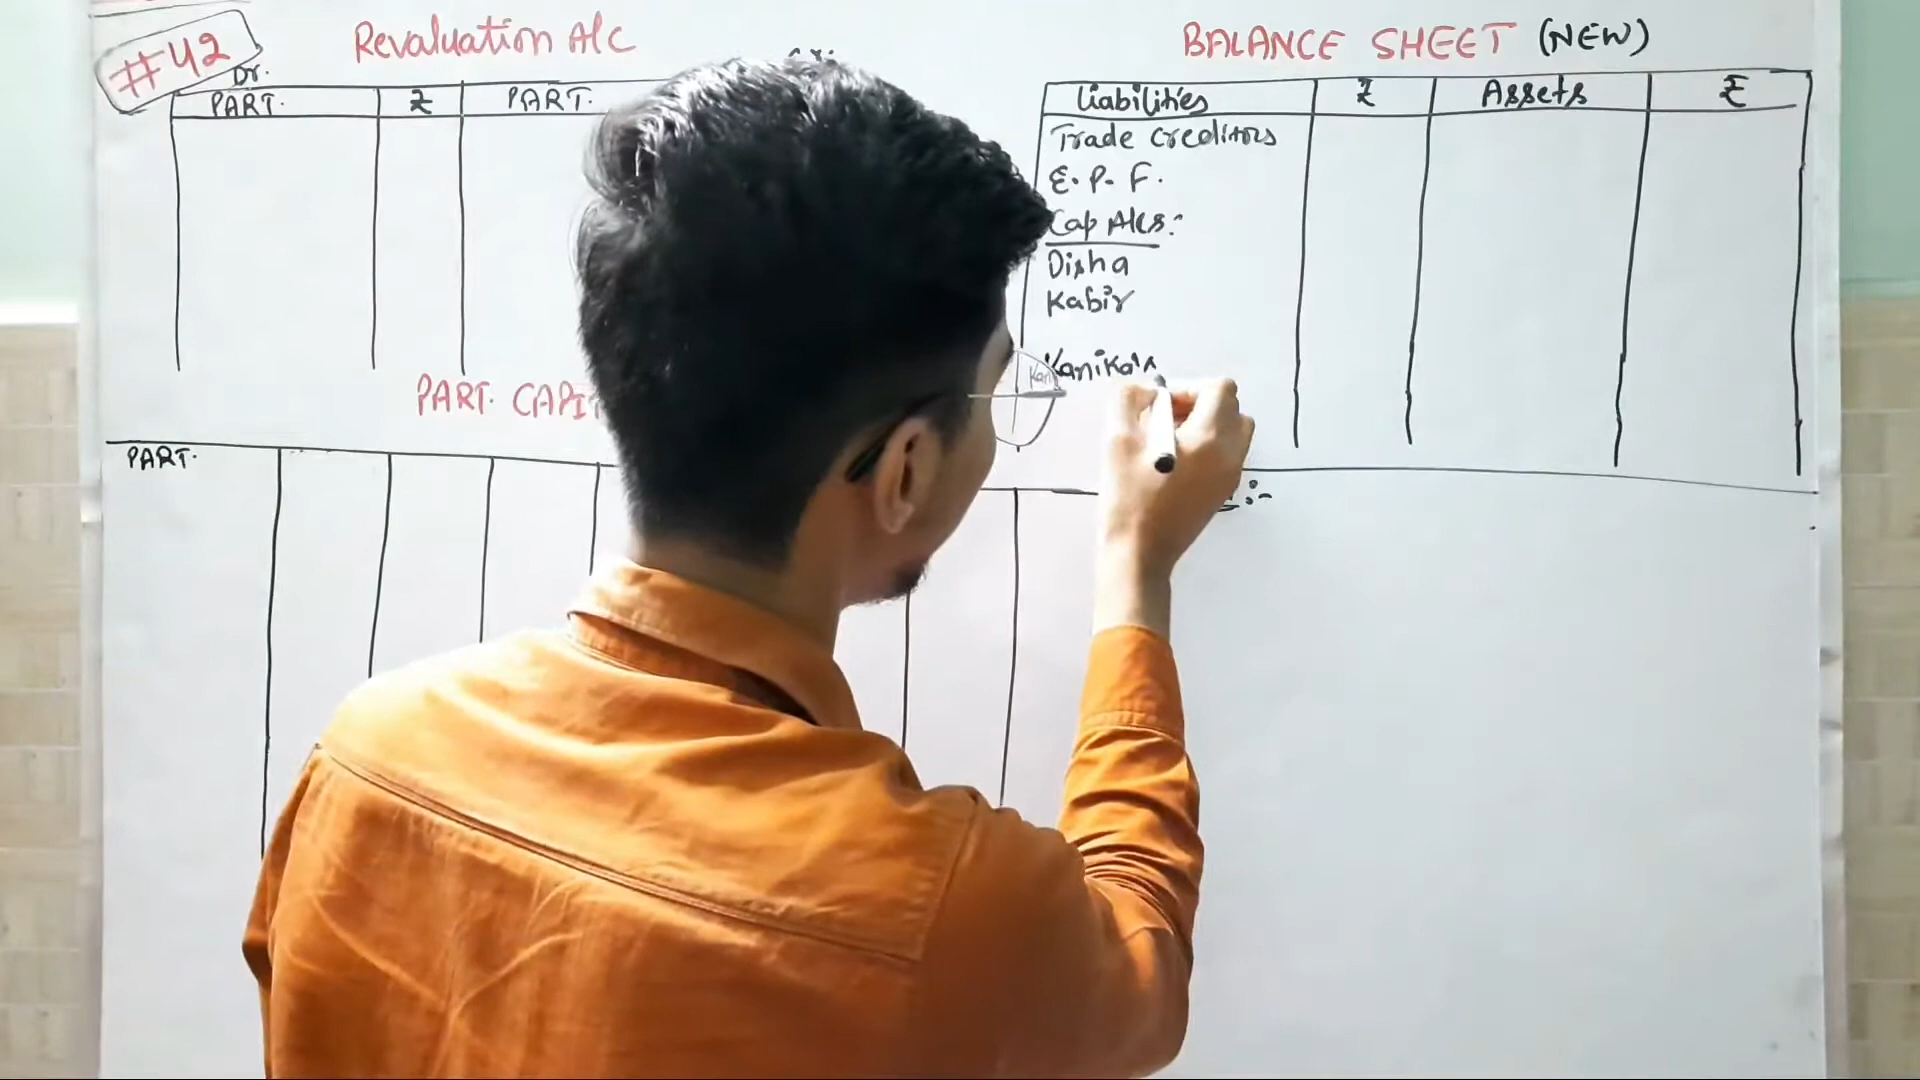 #42
Revaluation A/c
Dr.
PART. ₹ PART.
PART.
BALANCE SHEET (NEW)
Liabilities ₹ Assets ₹
Trade creditors
E. P. F.
Cap A/cs:
Disha
Kabir
Kanika's
PART.